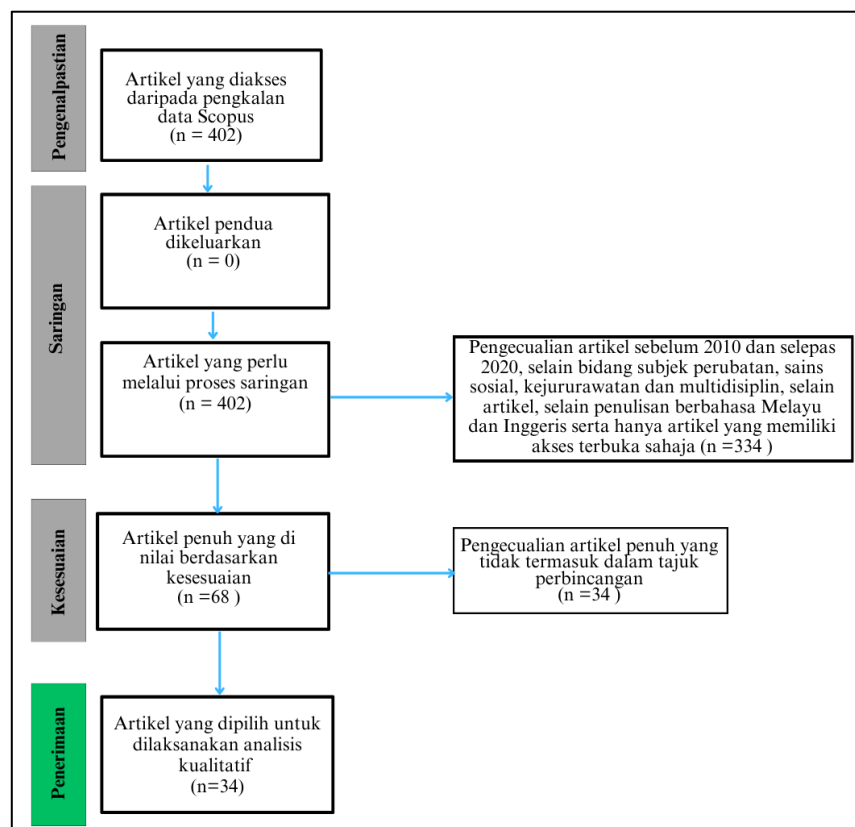 Pengenalpastian
Artikel yang diakses
daripada pengkalan
data Scopus
(n = 402)
Saringan
Artikel pendua
dikeluarkan
(n = 0)
Artikel yang perlu
melalui proses saringan
(n = 402)
Pengecualian artikel sebelum 2010 dan selepas
2020, selain bidang subjek perubatan, sains
sosial, kejururawatan dan multidisiplin, selain
artikel, selain penulisan berbahasa Melayu
dan Inggeris serta hanya artikel yang memiliki
akses terbuka sahaja (n =334 )
Kesesuaian
Artikel penuh yang di
nilai berdasarkan
kesesuaian
(n =68 )
Pengecualian artikel penuh yang
tidak termasuk dalam tajuk
perbincangan
(n =34 )
Penerimaan
Artikel yang dipilih untuk
dilaksanakan analisis
kualitatif
(n=34)